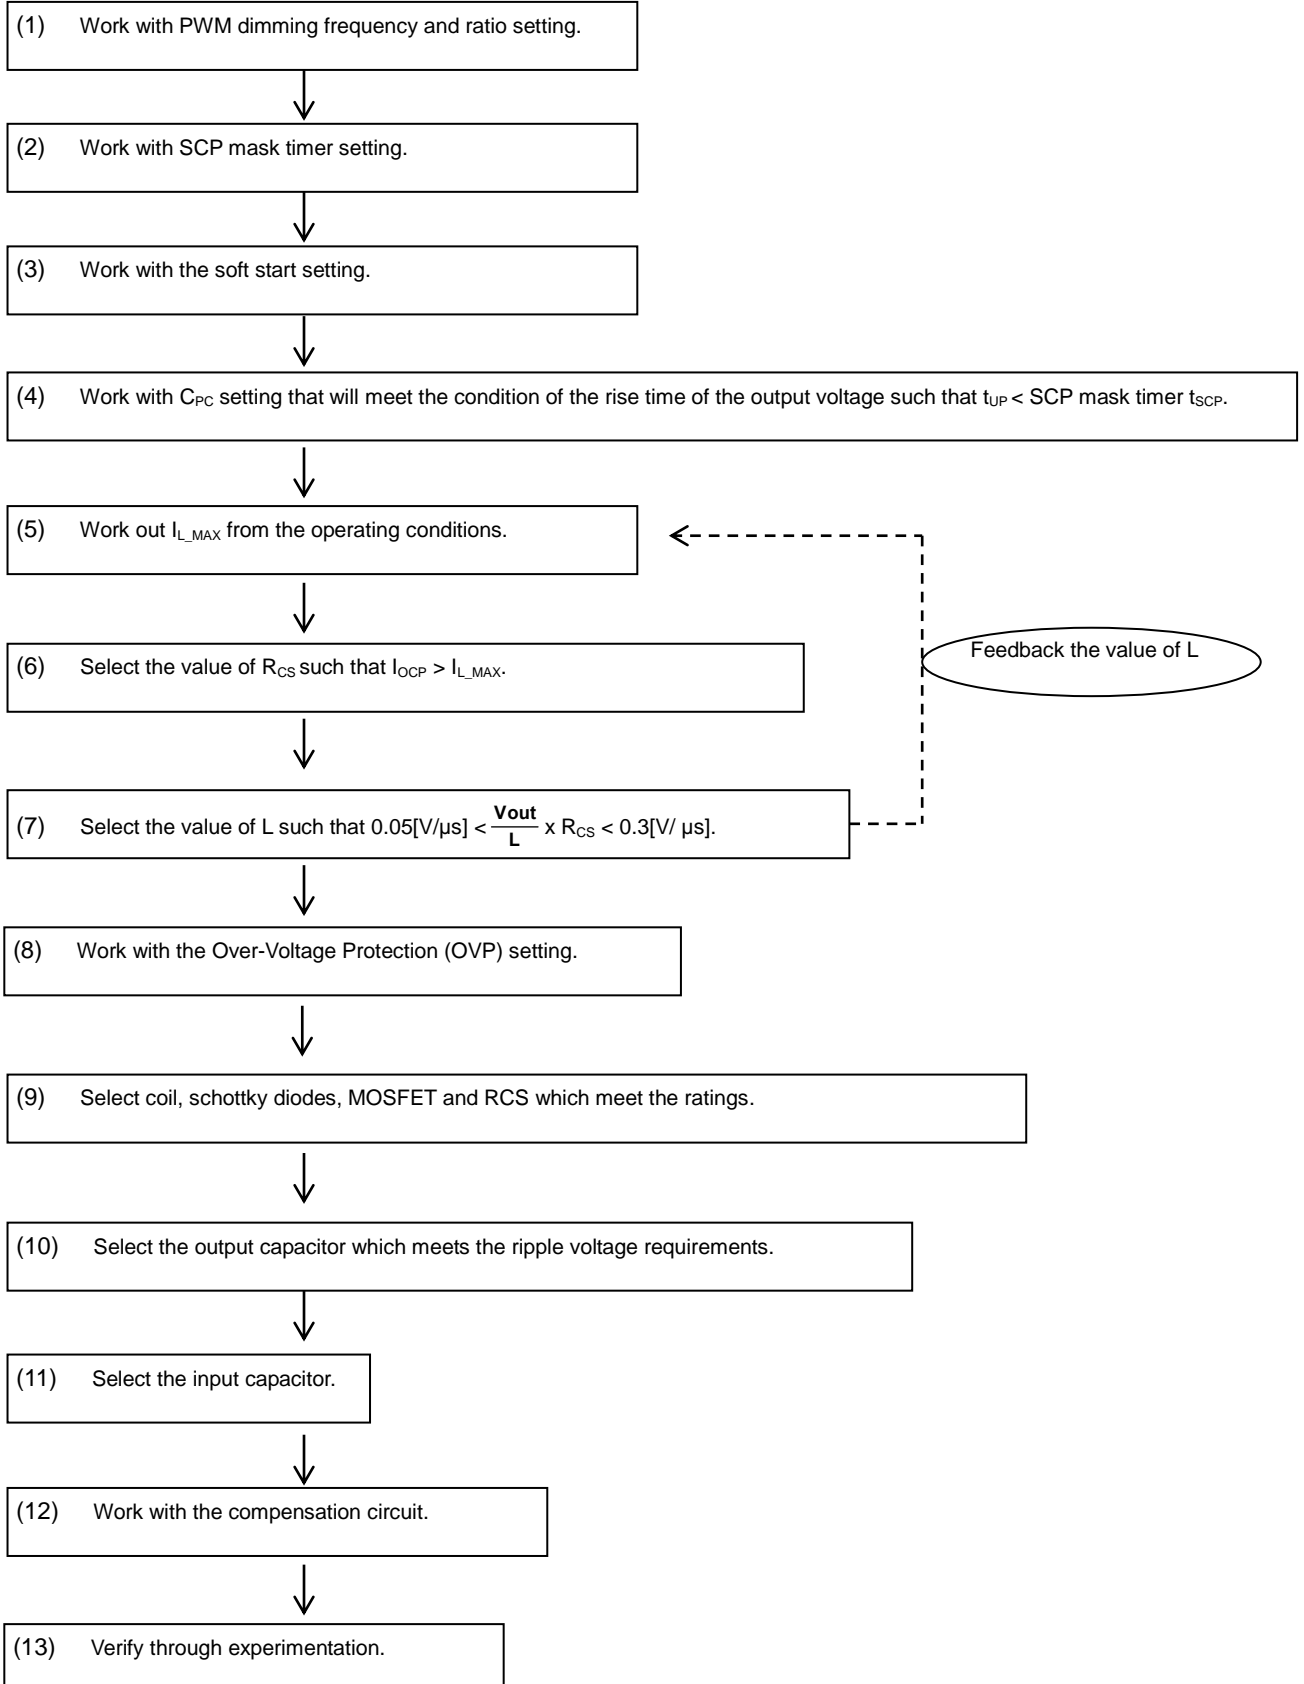 (1) Work with PWM dimming frequency and ratio setting.
(2) Work with SCP mask timer setting.
(3) Work with the soft start setting.
(4) Work with CPC setting that will meet the condition of the rise time of the output voltage such that tUP < SCP mask timer tSCP.
(5) Work out IL_MAX from the operating conditions.
(6) Select the value of RCS such that IOCP > IL_MAX.
Feedback the value of L
(7) Select the value of L such that 0.05[V/µs] < Vout/L x RCS < 0.3[V/ µs].
(8) Work with the Over-Voltage Protection (OVP) setting.
(9) Select coil, schottky diodes, MOSFET and RCS which meet the ratings.
(10) Select the output capacitor which meets the ripple voltage requirements.
(11) Select the input capacitor.
(12) Work with the compensation circuit.
(13) Verify through experimentation.